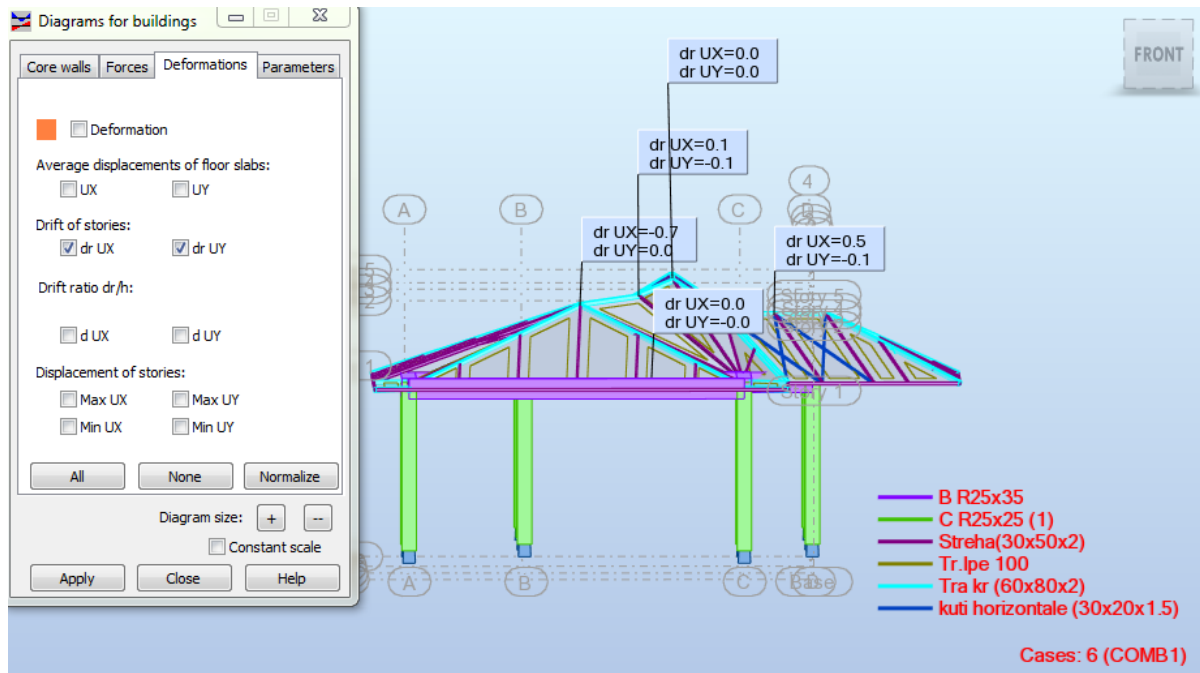 Diagrams for buildings
Core walls Forces Deformations Parameters
Deformation
Average displacements of floor slabs:
UX UY
Drift of stories:
dr UX dr UY
Drift ratio dr/h:
d UX d UY
Displacement of stories:
Max UX Max UY
Min UX Min UY
All None Normalize
Diagram size: + --
Constant scale
Apply Close Help
FRONT
dr UX=0.0
dr UY=0.0
dr UX=0.1
dr UY=-0.1
4
A B C
dr UX=-0.7
dr UY=0.0
dr UX=0.5
dr UY=-0.1
dr UX=0.0
dr UY=-0.0
Story 5
1
Story 1
A B C Base
B R25x35
C R25x25 (1)
Streha(30x50x2)
Tr.Ipe 100
Tra kr (60x80x2)
kuti horizontale (30x20x1.5)
Cases: 6 (COMB1)